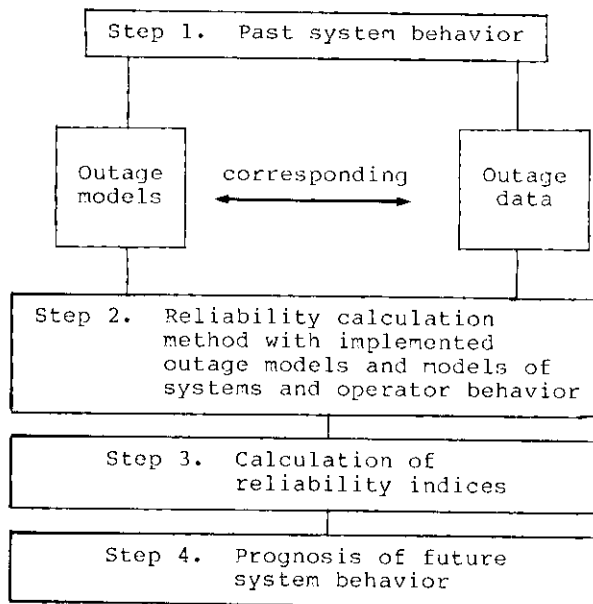 Step 1. Past system behavior
Outage
models
corresponding
Outage
data
Step 2. Reliability calculation
method with implemented
outage models and models of
systems and operator behavior
Step 3. Calculation of
reliability indices
Step 4. Prognosis of future
system behavior